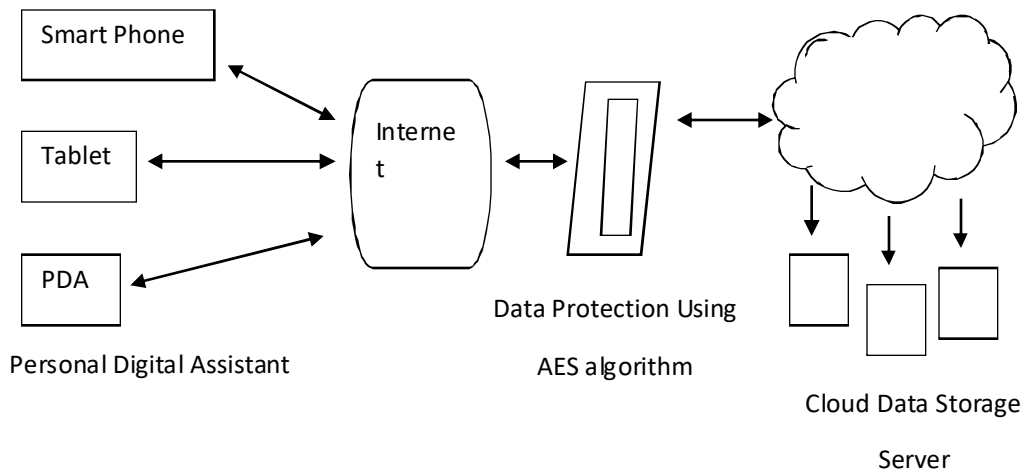 Smart Phone
Tablet
PDA
Personal Digital Assistant
Interne
t
Data Protection Using
AES algorithm
Cloud Data Storage
Server